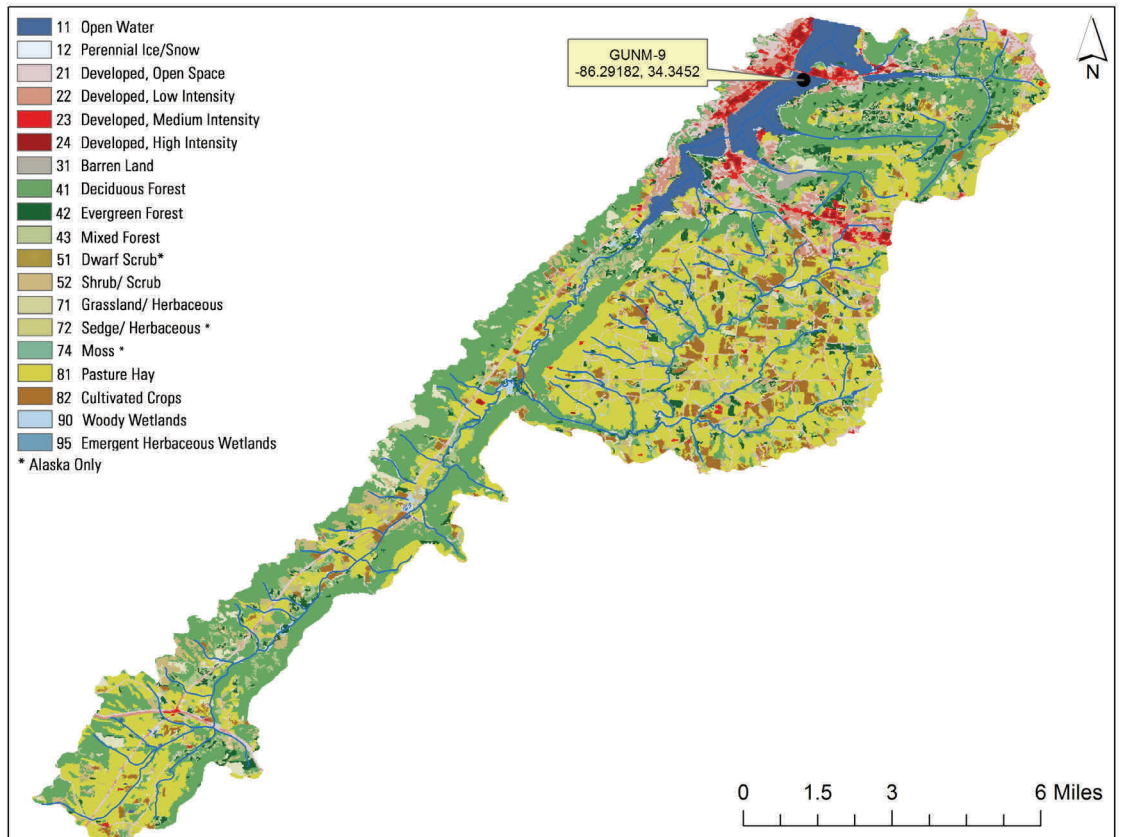 11 Open Water
12 Perennial Ice/Snow
21 Developed, Open Space
22 Developed, Low Intensity
23 Developed, Medium Intensity
24 Developed, High Intensity
31 Barren Land
41 Deciduous Forest
42 Evergreen Forest
43 Mixed Forest
51 Dwarf Scrub*
52 Shrub/ Scrub
71 Grassland/ Herbaceous
72 Sedge/ Herbaceous *
74 Moss *
81 Pasture Hay
82 Cultivated Crops
90 Woody Wetlands
95 Emergent Herbaceous Wetlands
* Alaska Only
GUNM-9
-86.29182, 34.3452
N
0 1.5 3 6 Miles